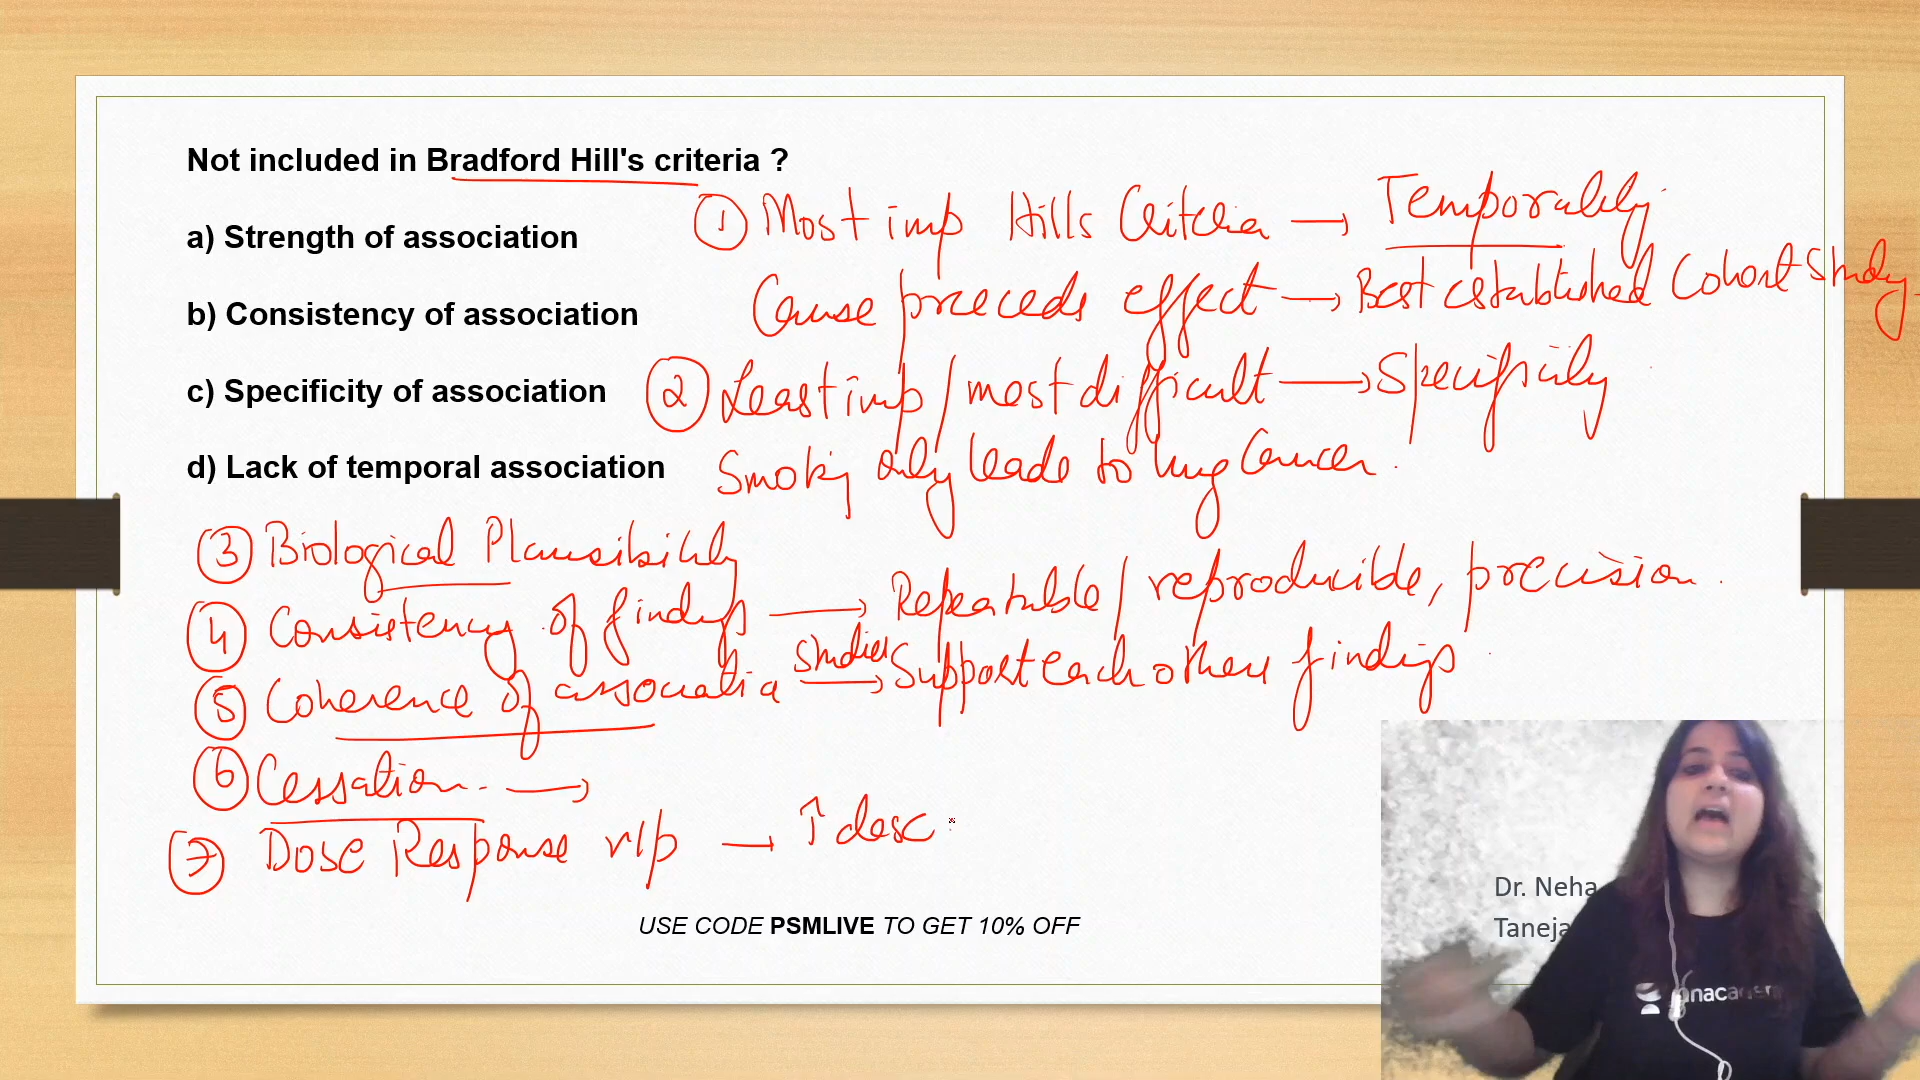 Not included in Bradford Hill's criteria ?
a) Strength of association
b) Consistency of association
c) Specificity of association
d) Lack of temporal association
① Most imp Hills Criteria → Temporality
Cause precedes effect → Best established Cohort Study
② Least imp / most difficult → Specificity
Smoking only leads to lung Cancer.
③ Biological Plausibility
④ Consistency of findings → Repeatable / reproducible, precision
⑤ Coherence of association studies → Support each other findings
⑥ Cessation →
⑦ Dose Response r/p → ↑ dose
Dr. Neha
Taneja
USE CODE PSMLIVE TO GET 10% OFF